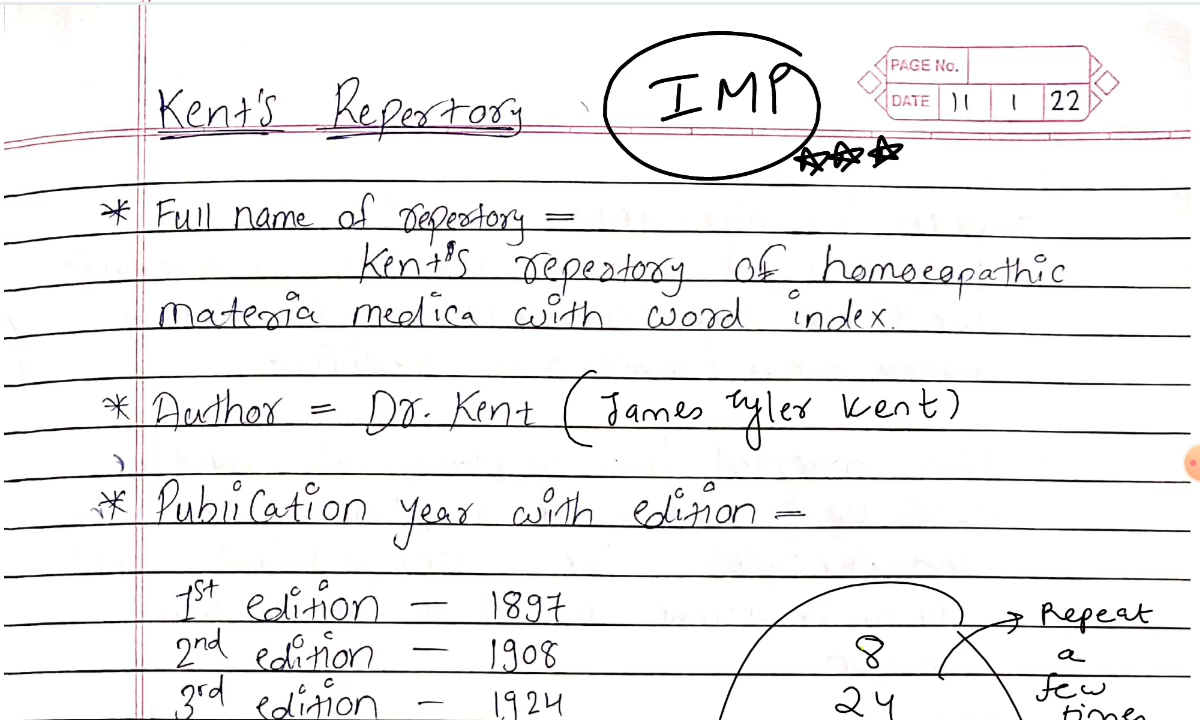 Kent's Repertory
IMP
PAGE No.
DATE 11 1 22
* Full name of repertory =
Kent's repertory of homoeopathic
materia medica with word index.
* Author = Dr. Kent (James Tyler Kent)
* Publication year with edition =
1st edition – 1897
2nd edition – 1908
3rd edition – 1924
8
24
→ Repeat
a
few
times